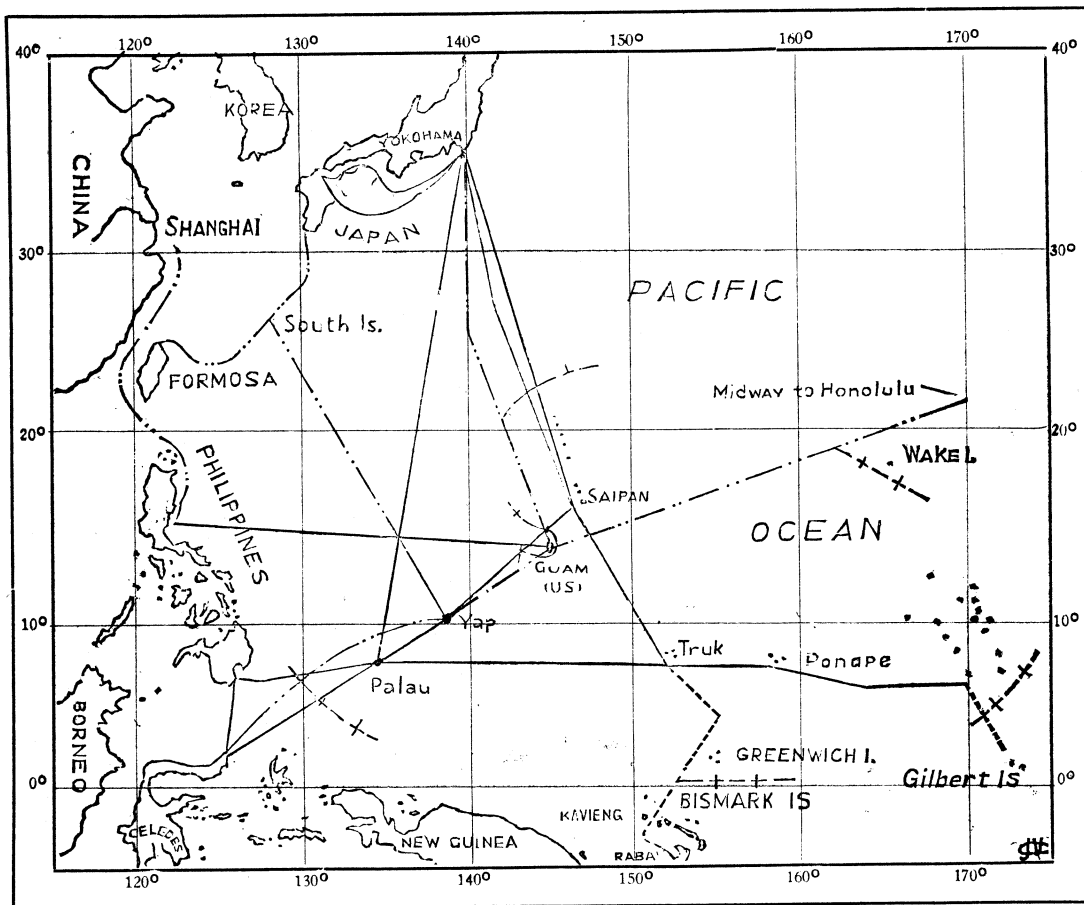 120° 130° 140° 150° 160° 170°
40° 40°
KOREA
YOKOHAMA
CHINA
SHANGHAI
JAPAN
30° 30°
PACIFIC
South Is.
FORMOSA
MIDWAY to HONOLULU
20° 20°
WAKE I.
PHILIPPINES
SAIPAN
OCEAN
GUAM
(US)
10° Yap 10°
Truk
Ponape
Palau
BORNEO
GREENWICH I.
0° Gilbert Is 0°
BISMARK IS
KAVIENG
CELEBES
NEW GUINEA
RABA
120° 130° 140° 150° 160° 170°